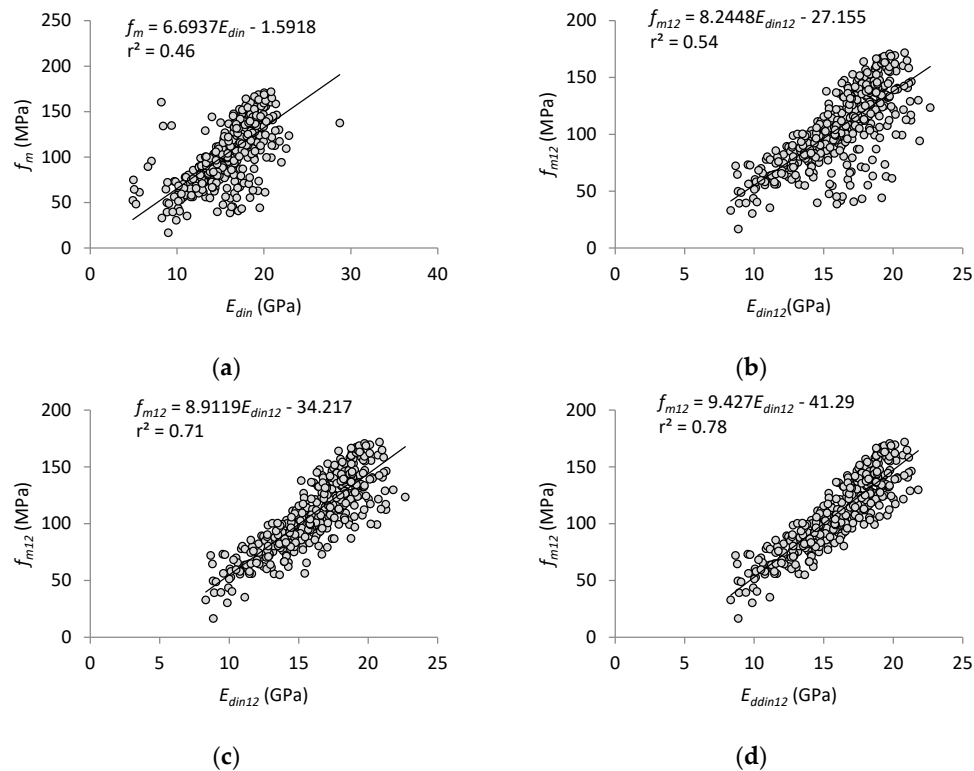 f_m = 6.6937E_din - 1.5918
r² = 0.46
250
200
150
100
50
0
f_m (MPa)
0 10 20 30 40
E_din (GPa)
(a)
f_m12 = 8.2448E_din12 - 27.155
r² = 0.54
200
150
100
50
0
f_m12 (MPa)
0 5 10 15 20 25
E_din12(GPa)
(b)
f_m12 = 8.9119E_din12 - 34.217
r² = 0.71
200
150
100
50
0
f_m12 (MPa)
0 5 10 15 20 25
E_din12 (GPa)
(c)
f_m12 = 9.427E_din12 - 41.29
r² = 0.78
200
150
100
50
0
f_m12 (MPa)
0 5 10 15 20 25
E_ddin12 (GPa)
(d)